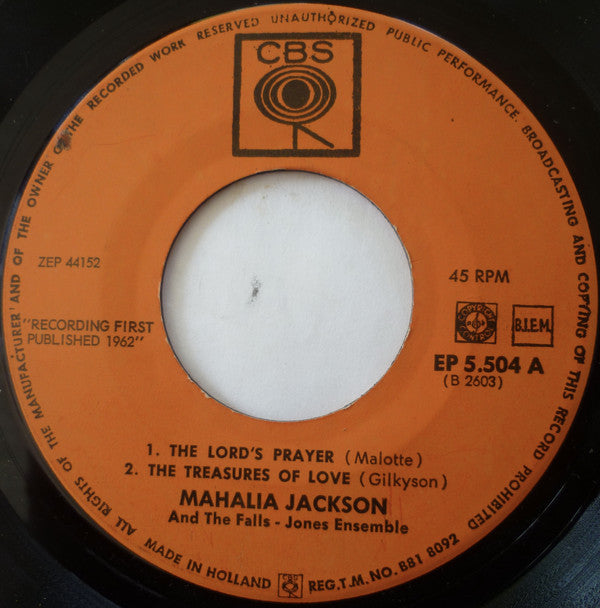 ALL RIGHTS OF THE MANUFACTURER AND OF THE OWNER OF THE RECORDED WORK RESERVED UNAUTHORIZED PUBLIC PERFORMANCE. BROADCASTING AND COPYING OF THIS RECORD PROHIBITED
CBS
ZEP 44152
45 RPM
"RECORDING FIRST
PUBLISHED 1962"
B.I.E.M.
EP 5.504 A
(B 2603)
1. THE LORD'S PRAYER (Malotte)
2. THE TREASURES OF LOVE (Gilkyson)
MAHALIA JACKSON
And The Falls - Jones Ensemble
MADE IN HOLLAND CBS REG.T.M.NO. BB1 8092